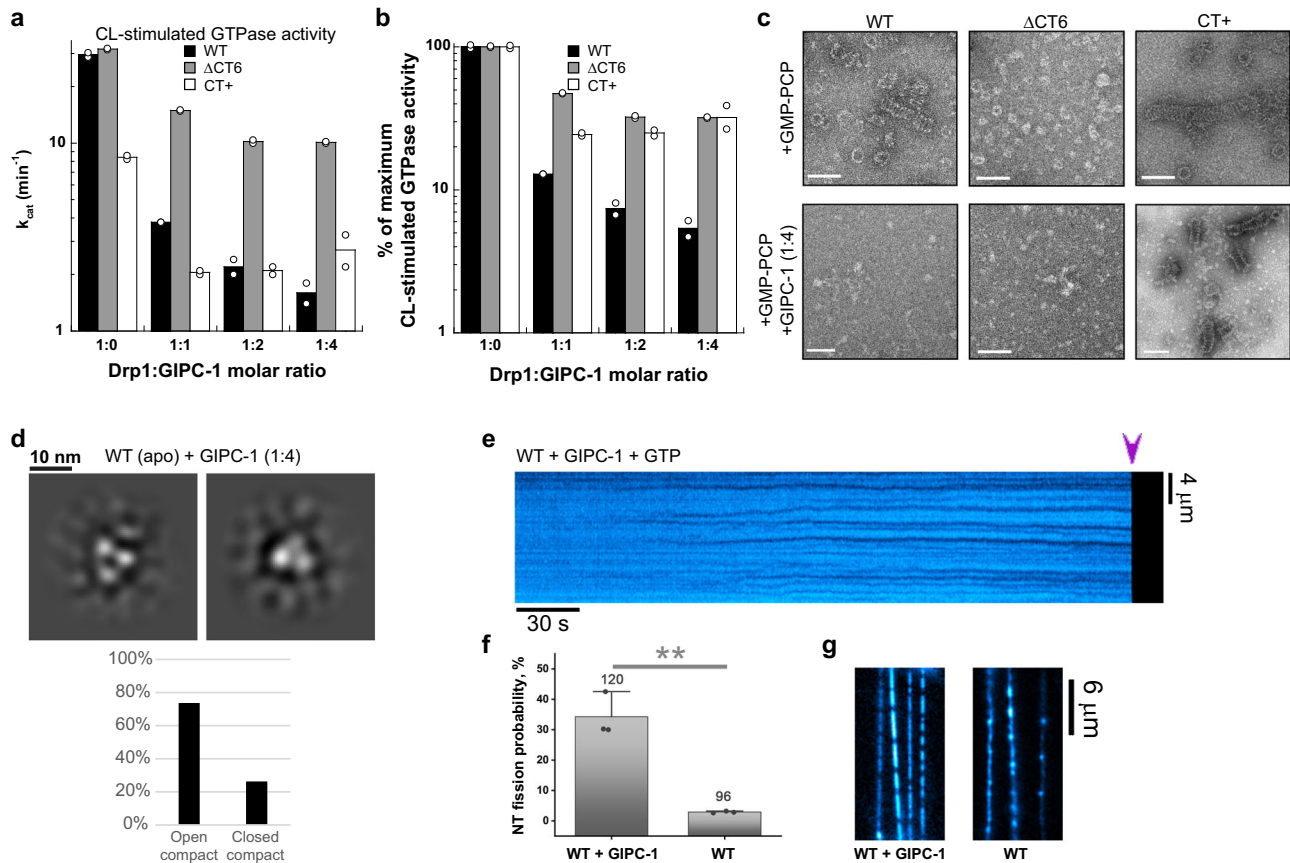 a
CL-stimulated GTPase activity
WT
ΔCT6
CT+
10
1
k_cat (min⁻¹)
1:0 1:1 1:2 1:4
Drp1:GIPC-1 molar ratio
b
WT
ΔCT6
CT+
100
10
1
% of maximum
CL-stimulated GTPase activity
1:0 1:1 1:2 1:4
Drp1:GIPC-1 molar ratio
c
WT ΔCT6 CT+
+GMP-PCP
+GMP-PCP
+GIPC-1 (1:4)
d
10 nm
WT (apo) + GIPC-1 (1:4)
100%
80%
60%
40%
20%
0%
Open
compact
Closed
compact
e
WT + GIPC-1 + GTP
4 μm
30 s
f
**
NT fission probability, %
50
40
30
20
10
0
120
96
WT + GIPC-1 WT
g
6 μm
WT + GIPC-1 WT